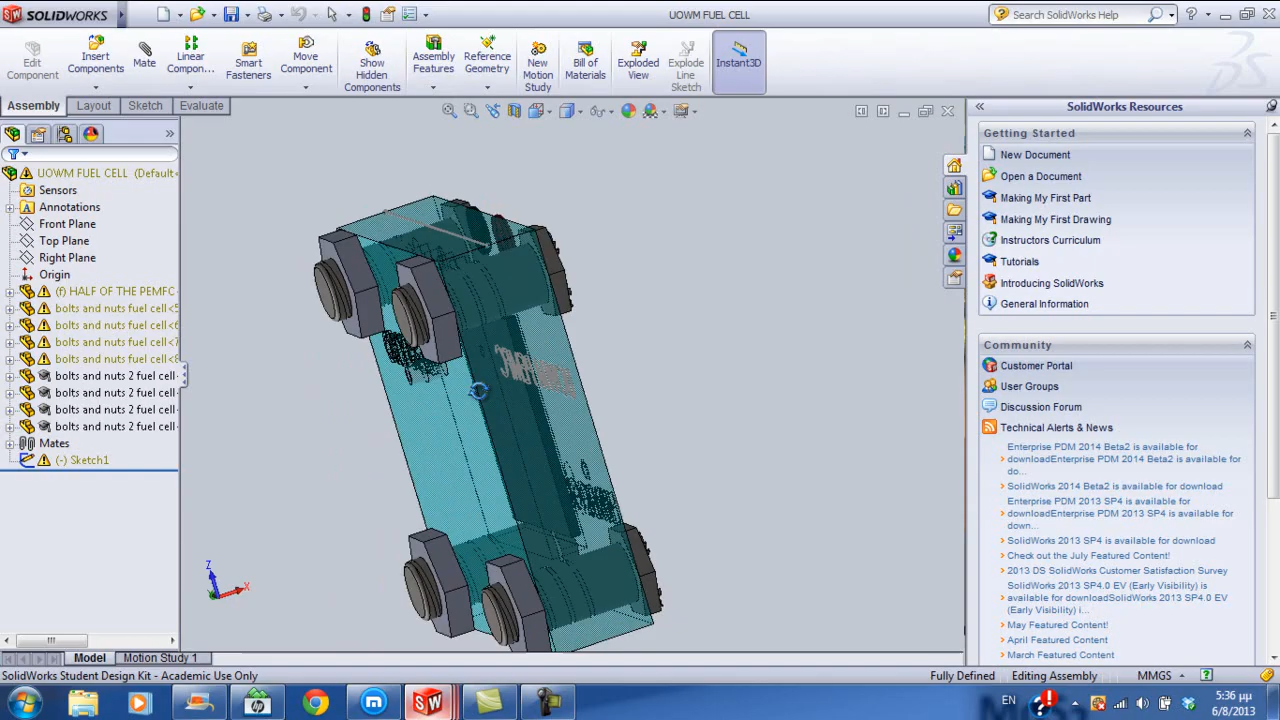 SOLIDWORKS
UOWM FUEL CELL
Search SolidWorks Help
Edit Component
Insert Components
Mate
Linear Compon...
Smart Fasteners
Move Component
Show Hidden Components
Assembly Features
Reference Geometry
New Motion Study
Bill of Materials
Exploded View
Explode Line Sketch
Instant3D
Assembly
Layout
Sketch
Evaluate
UOWM FUEL CELL (Default<
Sensors
Annotations
Front Plane
Top Plane
Right Plane
Origin
(f) HALF OF THE PEMFC
bolts and nuts fuel cell<5
bolts and nuts fuel cell<6
bolts and nuts fuel cell<7
bolts and nuts fuel cell<8
bolts and nuts 2 fuel cell<
bolts and nuts 2 fuel cell<
bolts and nuts 2 fuel cell<
bolts and nuts 2 fuel cell<
Mates
(-) Sketch1
Z
X
SolidWorks Resources
Getting Started
New Document
Open a Document
Making My First Part
Making My First Drawing
Instructors Curriculum
Tutorials
Introducing SolidWorks
General Information
Community
Customer Portal
User Groups
Discussion Forum
Technical Alerts & News
Enterprise PDM 2014 Beta2 is available for
downloadEnterprise PDM 2014 Beta2 is available for
do...
SolidWorks 2014 Beta2 is available for download
Enterprise PDM 2013 SP4 is available for
downloadEnterprise PDM 2013 SP4 is available for
down...
SolidWorks 2013 SP4 is available for download
Check out the July Featured Content!
2013 DS SolidWorks Customer Satisfaction Survey
SolidWorks 2013 SP4.0 EV (Early Visibility) is
available for downloadSolidWorks 2013 SP4.0 EV
(Early Visibility) i...
May Featured Content!
April Featured Content
March Featured Content
Model
Motion Study 1
SolidWorks Student Design Kit - Academic Use Only
Fully Defined
Editing Assembly
MMGS
EN
5:36 μμ
6/8/2013